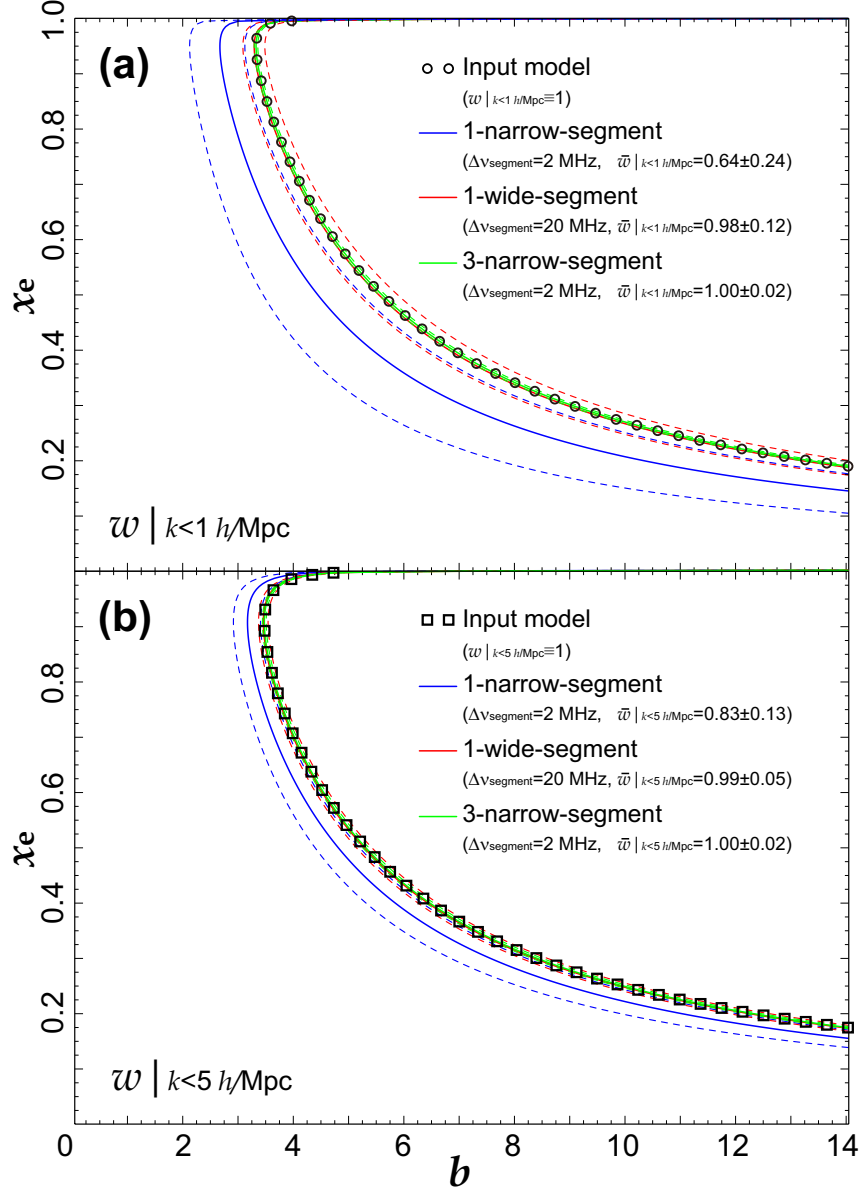 1.0
(a)
Input model
(w | k<1 h/Mpc≡1)
1-narrow-segment
(Δνsegment=2 MHz, w̄ | k<1 h/Mpc=0.64±0.24)
0.8
1-wide-segment
(Δνsegment=20 MHz, w̄ | k<1 h/Mpc=0.98±0.12)
0.6
3-narrow-segment
(Δνsegment=2 MHz, w̄ | k<1 h/Mpc=1.00±0.02)
xe
0.4
0.2
w | k<1 h/Mpc
(b)
Input model
(w | k<5 h/Mpc≡1)
1-narrow-segment
(Δνsegment=2 MHz, w̄ | k<5 h/Mpc=0.83±0.13)
0.8
1-wide-segment
(Δνsegment=20 MHz, w̄ | k<5 h/Mpc=0.99±0.05)
0.6
3-narrow-segment
(Δνsegment=2 MHz, w̄ | k<5 h/Mpc=1.00±0.02)
xe
0.4
0.2
w | k<5 h/Mpc
0 2 4 6 8 10 12 14
b